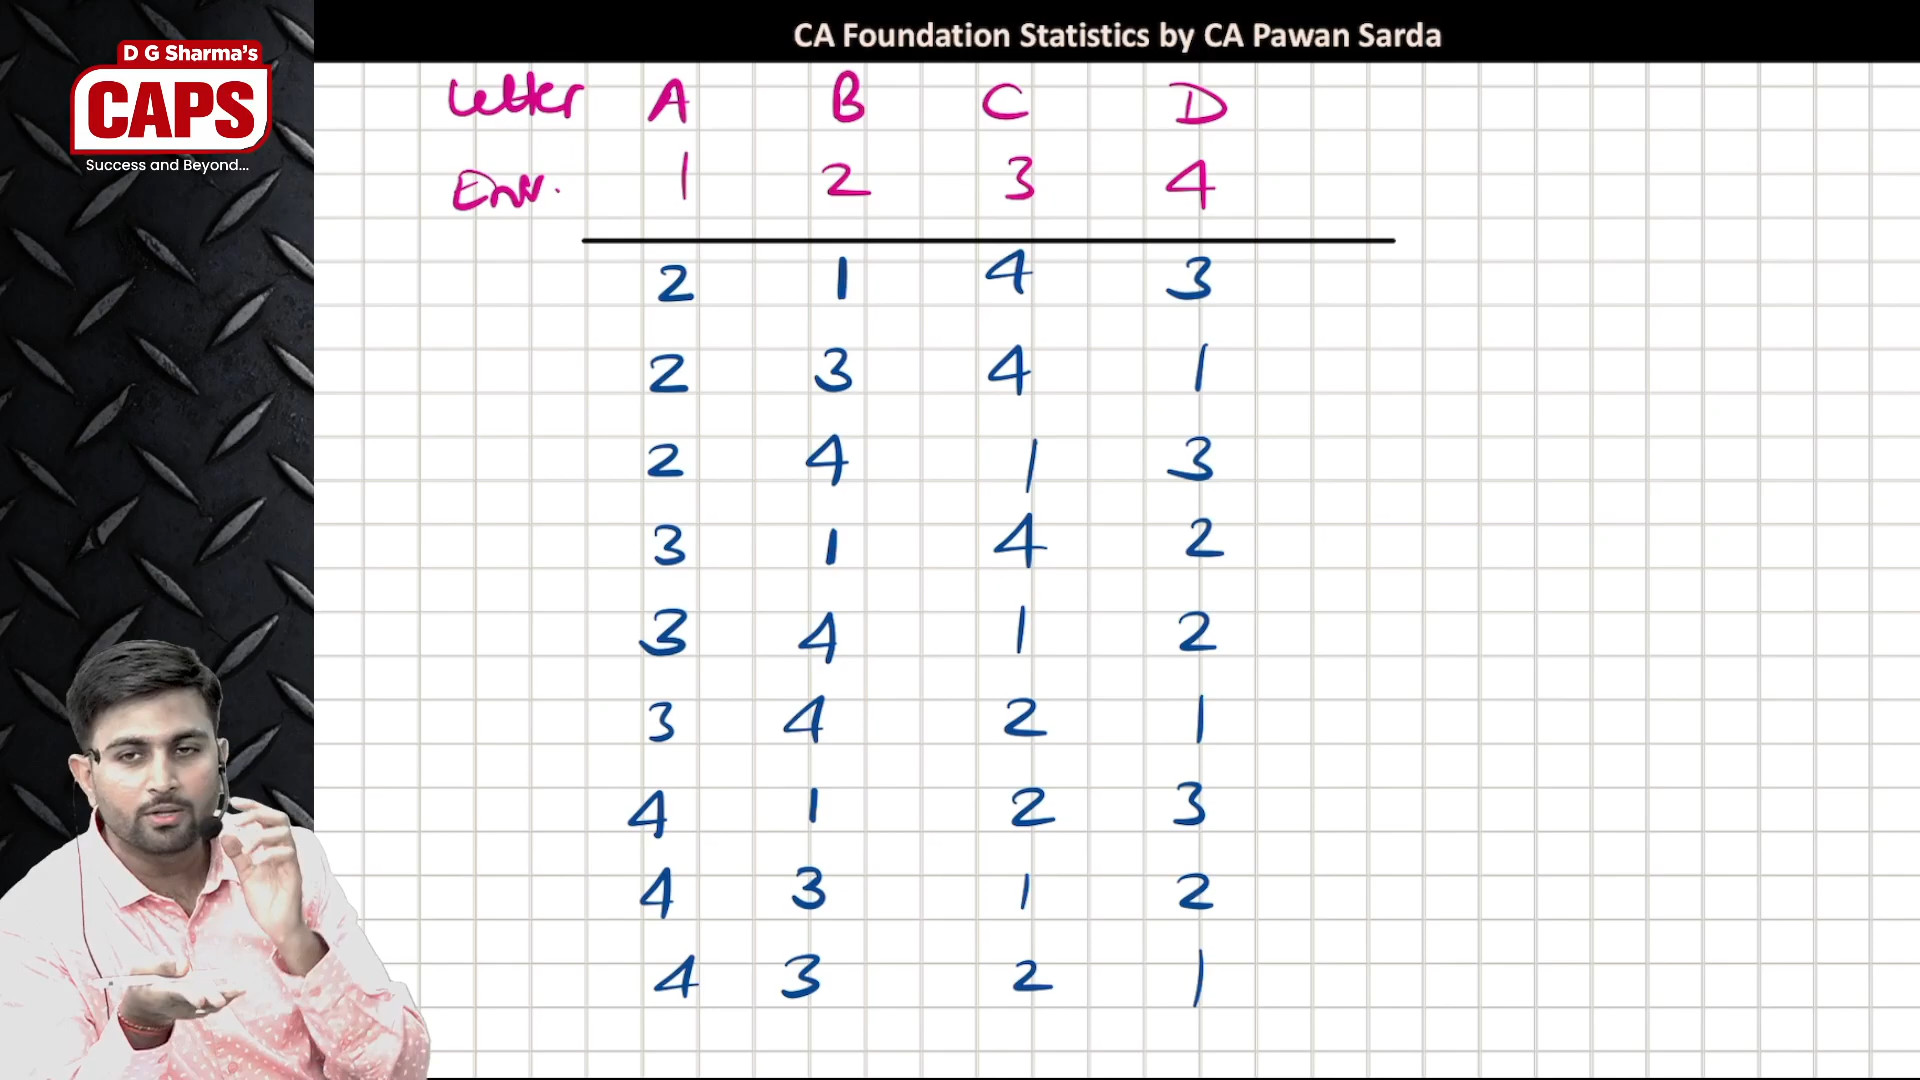 CA Foundation Statistics by CA Pawan Sarda
D G Sharma's
CAPS
Success and Beyond...
Letter A B C D
Env. 1 2 3 4
2 1 4 3
2 3 4 1
2 4 1 3
3 1 4 2
3 4 1 2
3 4 2 1
4 1 2 3
4 3 1 2
4 3 2 1